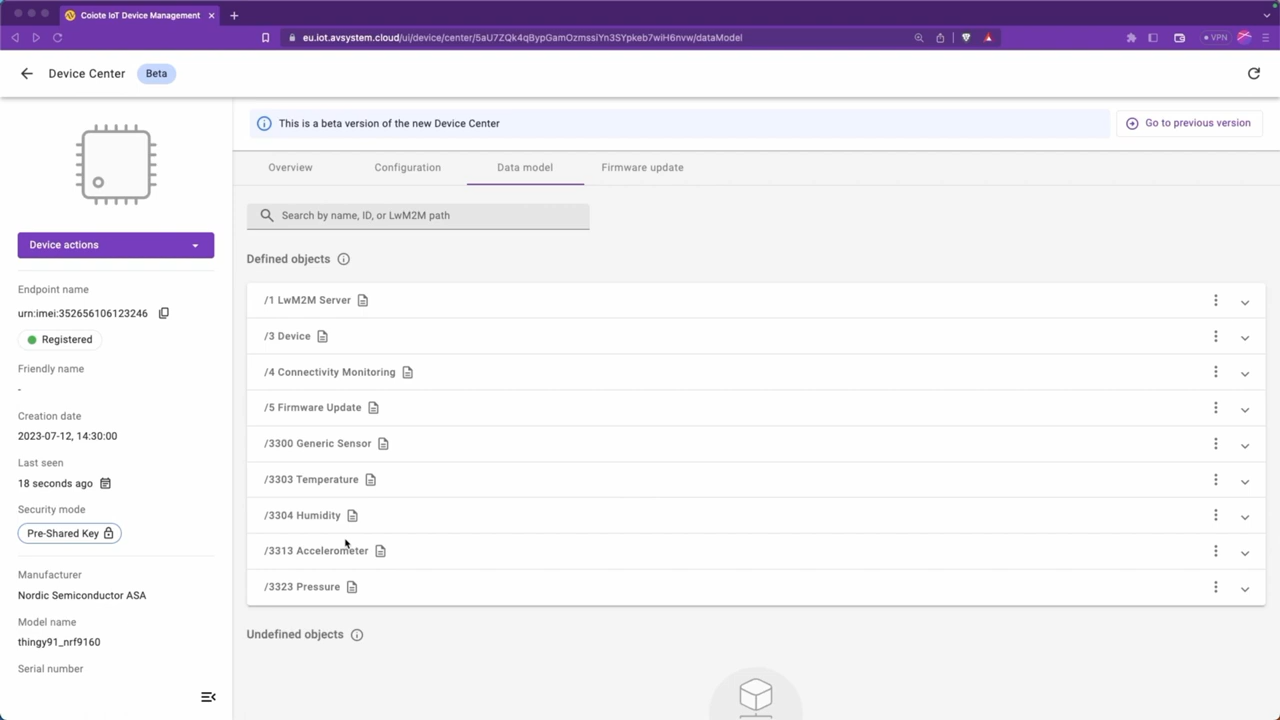 Coiote IoT Device Management
eu.iot.avsystem.cloud/ui/device/center/5aU7ZQk4qBypGamOzmssiYn3SYpkeb7wiH6nvw/dataModel
VPN
Device Center
Beta
This is a beta version of the new Device Center
Go to previous version
Overview
Configuration
Data model
Firmware update
Search by name, ID, or LwM2M path
Device actions
Endpoint name
urn:imei:352656106123246
Registered
Friendly name
-
Creation date
2023-07-12, 14:30:00
Last seen
18 seconds ago
Security mode
Pre-Shared Key
Manufacturer
Nordic Semiconductor ASA
Model name
thingy91_nrf9160
Serial number
Defined objects
/1 LwM2M Server
/3 Device
/4 Connectivity Monitoring
/5 Firmware Update
/3300 Generic Sensor
/3303 Temperature
/3304 Humidity
/3313 Accelerometer
/3323 Pressure
Undefined objects